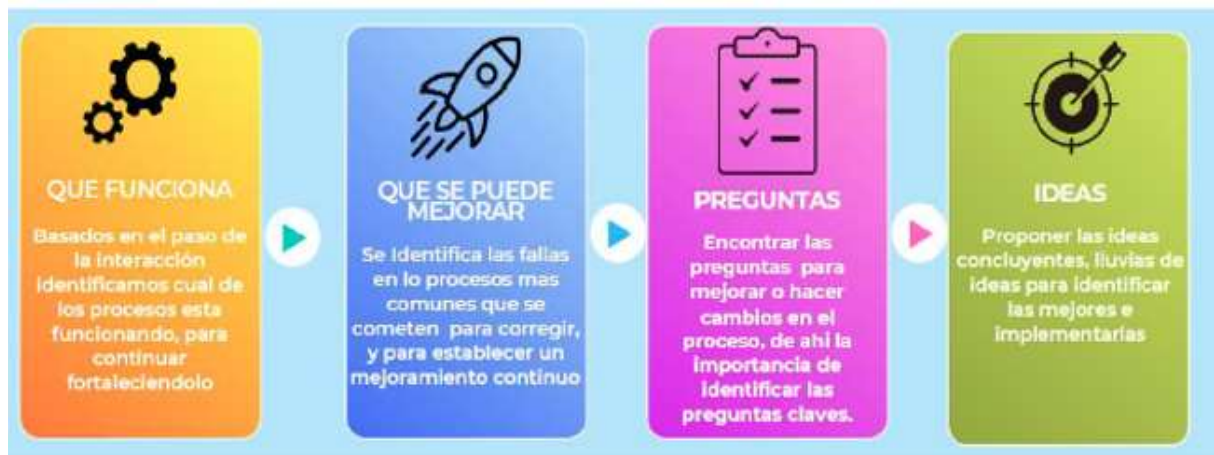 QUE FUNCIONA
Basados en el paso de
la interacción
identificamos cual de
los procesos esta
funcionando, para
continuar
fortaleciendolo
QUE SE PUEDE
MEJORAR
Se identifica las fallas
en lo procesos mas
comunes que se
cometen para corregir,
y para establecer un
mejoramiento continuo
PREGUNTAS
Encontrar las
preguntas para
mejorar o hacer
cambios en el
proceso, de ahí la
importancia de
identificar las
preguntas claves.
IDEAS
Proponer las ideas
concluyentes, lluvias de
ideas para identificar
las mejores e
implementarlas